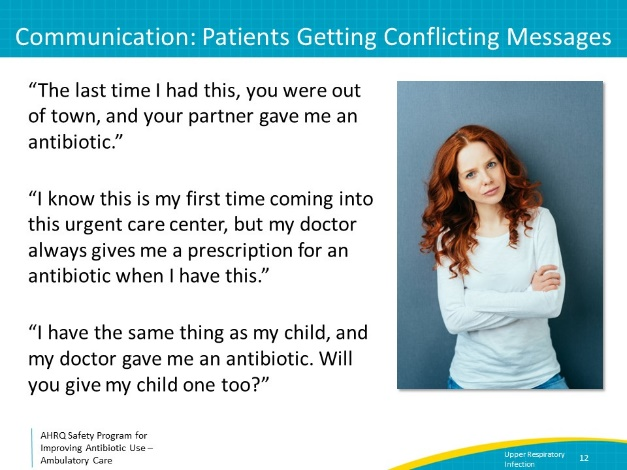 Communication: Patients Getting Conflicting Messages
“The last time I had this, you were out
of town, and your partner gave me an
antibiotic.”
“I know this is my first time coming into
this urgent care center, but my doctor
always gives me a prescription for an
antibiotic when I have this.”
“I have the same thing as my child, and
my doctor gave me an antibiotic. Will
you give my child one too?”
AHRQ Safety Program for
Improving Antibiotic Use –
Ambulatory Care
Upper Respiratory
Infection
12